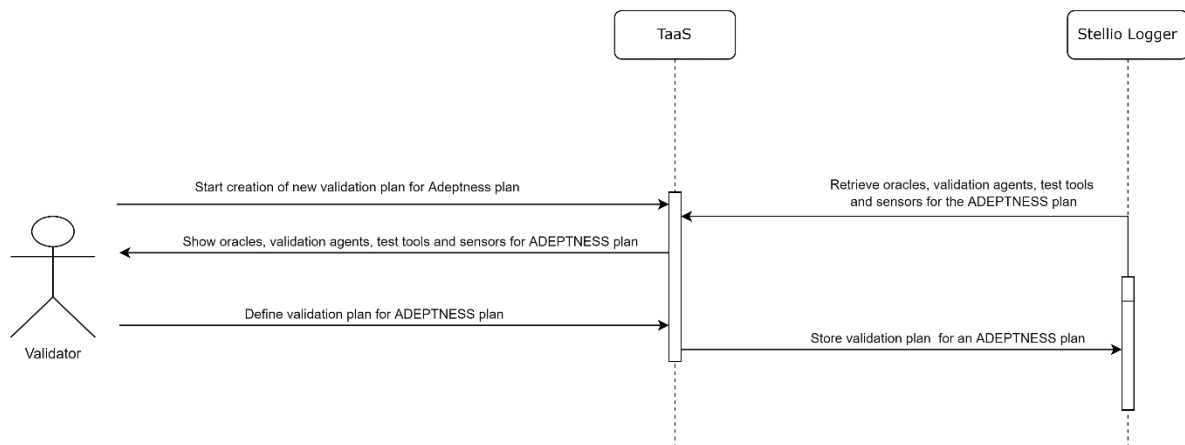 TaaS
Stellio Logger
Start creation of new validation plan for Adeptness plan
Retrieve oracles, validation agents, test tools
and sensors for the ADEPTNESS plan
Show oracles, validation agents, test tools and sensors for ADEPTNESS plan
Define validation plan for ADEPTNESS plan
Store validation plan for an ADEPTNESS plan
Validator